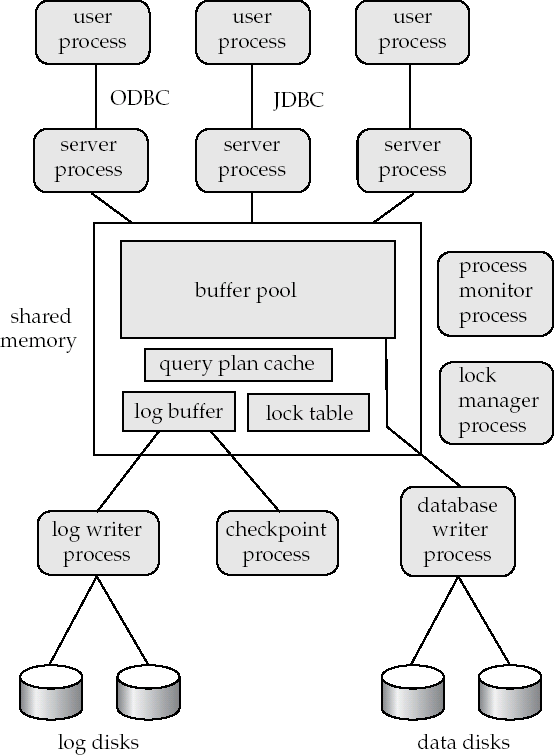 user
process
user
process
user
process
ODBC
JDBC
server
process
server
process
server
process
shared
memory
buffer pool
query plan cache
log buffer
lock table
process
monitor
process
lock
manager
process
log writer
process
checkpoint
process
database
writer
process
log disks
data disks